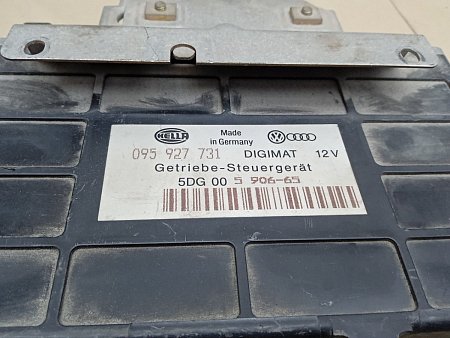 HELLA
Made
in Germany
095 927 731 DIGIMAT 12V
Getriebe-Steuergerät
5DG 00 5 906-65